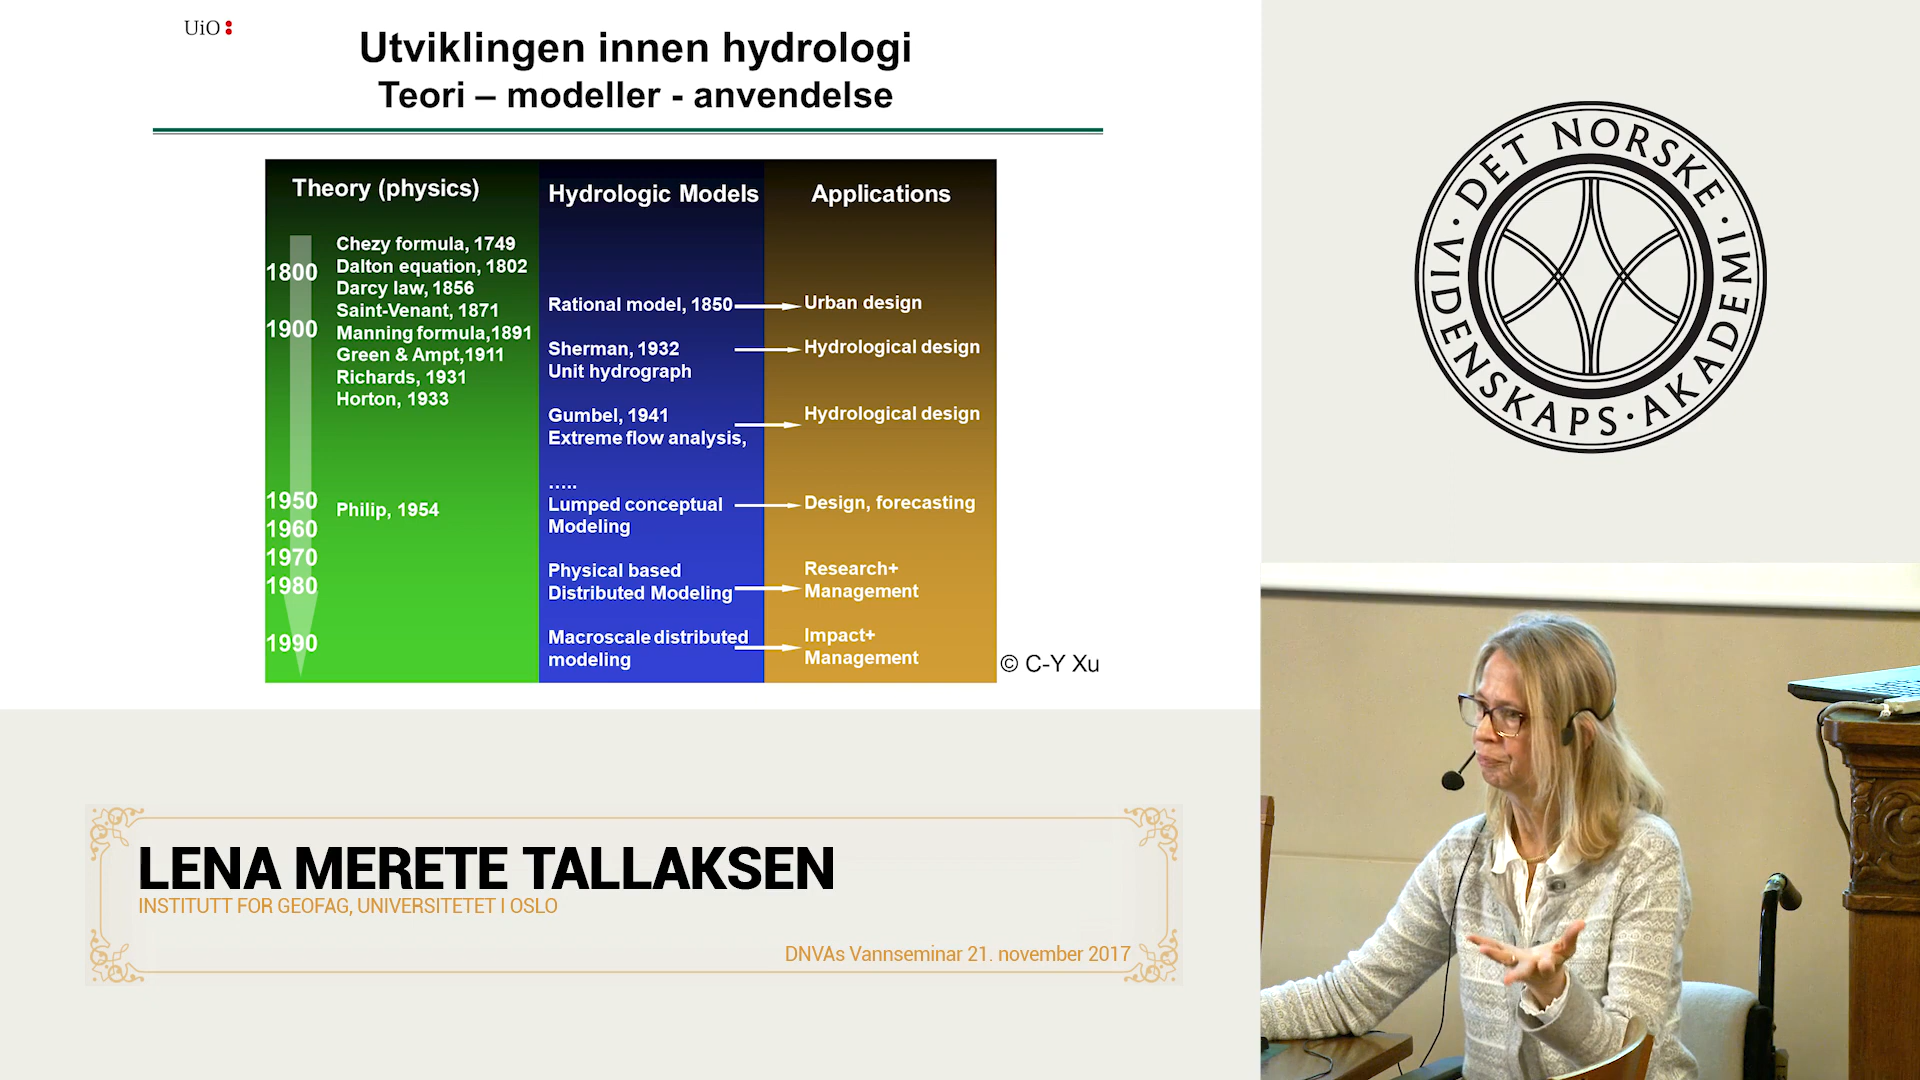 UiO
Utviklingen innen hydrologi
Teori – modeller - anvendelse
Theory (physics)
1800
1900
1950
1960
1970
1980
1990
Chezy formula, 1749
Dalton equation, 1802
Darcy law, 1856
Saint-Venant, 1871
Manning formula,1891
Green & Ampt,1911
Richards, 1931
Horton, 1933
Philip, 1954
Hydrologic Models
Rational model, 1850
Sherman, 1932
Unit hydrograph
Gumbel, 1941
Extreme flow analysis,
.....
Lumped conceptual
Modeling
Physical based
Distributed Modeling
Macroscale distributed
modeling
Applications
Urban design
Hydrological design
Hydrological design
Design, forecasting
Research+
Management
Impact+
Management
© C-Y Xu
DET NORSKE · VIDENSKAPS · AKADEMI ·
LENA MERETE TALLAKSEN
INSTITUTT FOR GEOFAG, UNIVERSITETET I OSLO
DNVAs Vannseminar 21. november 2017